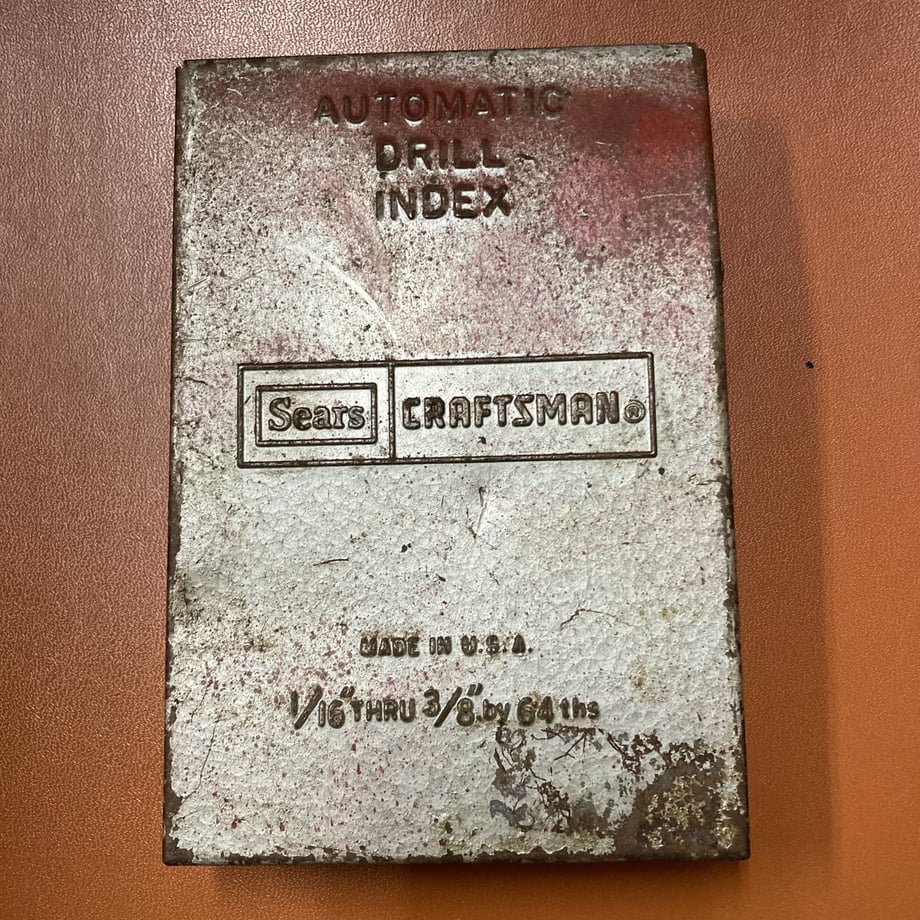 AUTOMATIC
DRILL
INDEX
Sears CRAFTSMAN®
MADE IN U.S.A.
1/16" THRU 3/8" by 64 ths